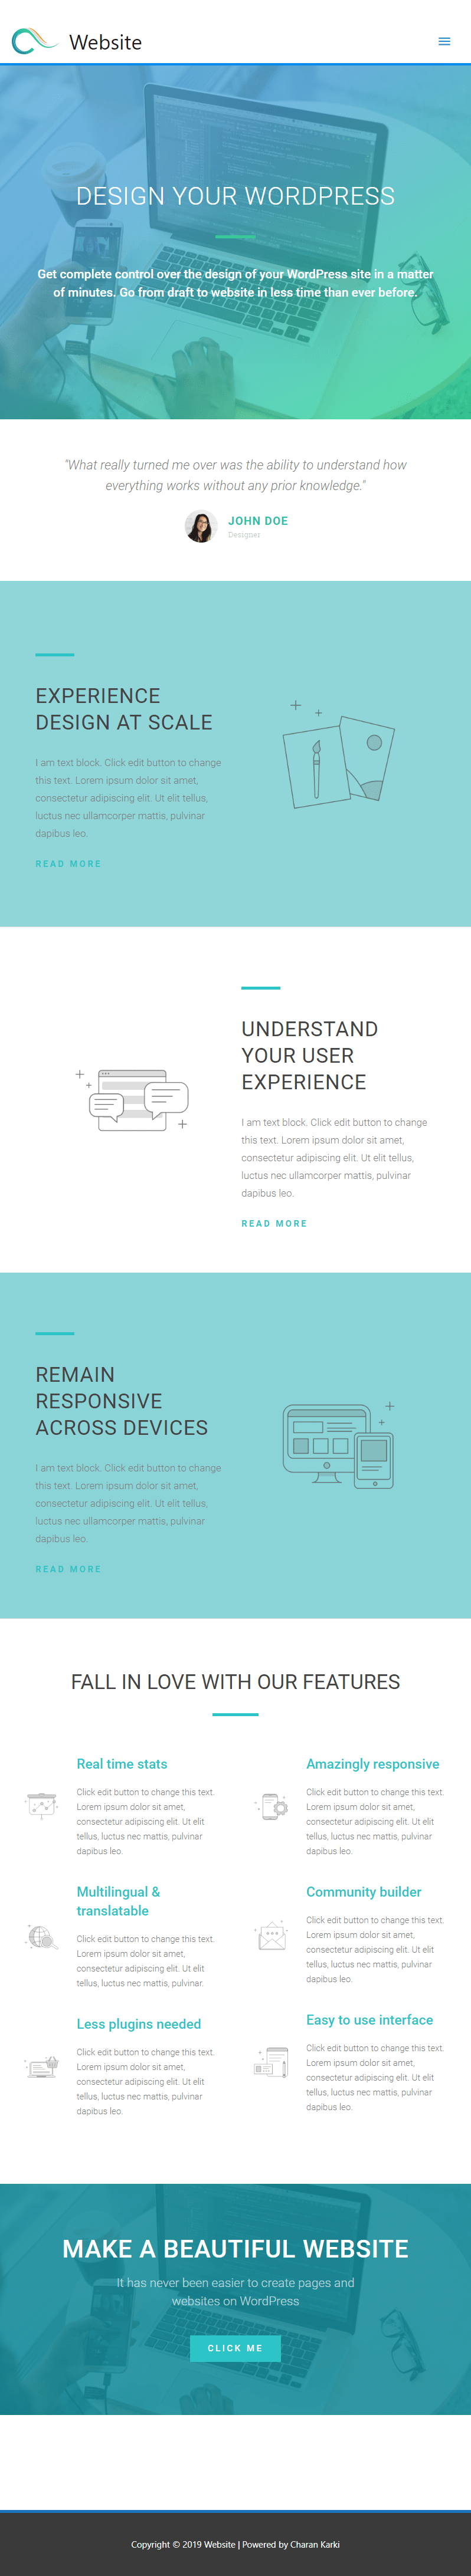 Website
DESIGN YOUR WORDPRESS
Get complete control over the design of your WordPress site in a matter
of minutes. Go from draft to website in less time than ever before.
"What really turned me over was the ability to understand how
everything works without any prior knowledge."
JOHN DOE
Designer
EXPERIENCE
DESIGN AT SCALE
I am text block. Click edit button to change
this text. Lorem ipsum dolor sit amet,
consectetur adipiscing elit. Ut elit tellus,
luctus nec ullamcorper mattis, pulvinar
dapibus leo.
READ MORE
UNDERSTAND
YOUR USER
EXPERIENCE
I am text block. Click edit button to change
this text. Lorem ipsum dolor sit amet,
consectetur adipiscing elit. Ut elit tellus,
luctus nec ullamcorper mattis, pulvinar
dapibus leo.
READ MORE
REMAIN
RESPONSIVE
ACROSS DEVICES
I am text block. Click edit button to change
this text. Lorem ipsum dolor sit amet,
consectetur adipiscing elit. Ut elit tellus,
luctus nec ullamcorper mattis, pulvinar
dapibus leo.
READ MORE
FALL IN LOVE WITH OUR FEATURES
Real time stats
Click edit button to change this text.
Lorem ipsum dolor sit amet,
consectetur adipiscing elit. Ut elit
tellus, luctus nec mattis, pulvinar
dapibus leo.
Multilingual &
translatable
Click edit button to change this text.
Lorem ipsum dolor sit amet,
consectetur adipiscing elit. Ut elit
tellus, luctus nec mattis, pulvinar.
Less plugins needed
Click edit button to change this text.
Lorem ipsum dolor sit amet,
consectetur adipiscing elit. Ut elit
tellus, luctus nec mattis, pulvinar
dapibus leo.
Amazingly responsive
Click edit button to change this text.
Lorem ipsum dolor sit amet,
consectetur adipiscing elit. Ut elit
tellus, luctus nec mattis, pulvinar
dapibus leo.
Community builder
Click edit button to change this text.
Lorem ipsum dolor sit amet,
consectetur adipiscing elit. Ut elit
tellus, luctus nec mattis, pulvinar
dapibus leo.
Easy to use interface
Click edit button to change this text.
Lorem ipsum dolor sit amet,
consectetur adipiscing elit. Ut elit
tellus, luctus nec mattis, pulvinar
dapibus leo.
MAKE A BEAUTIFUL WEBSITE
It has never been easier to create pages and
websites on WordPress
CLICK ME
Copyright © 2019 Website | Powered by Charan Karki